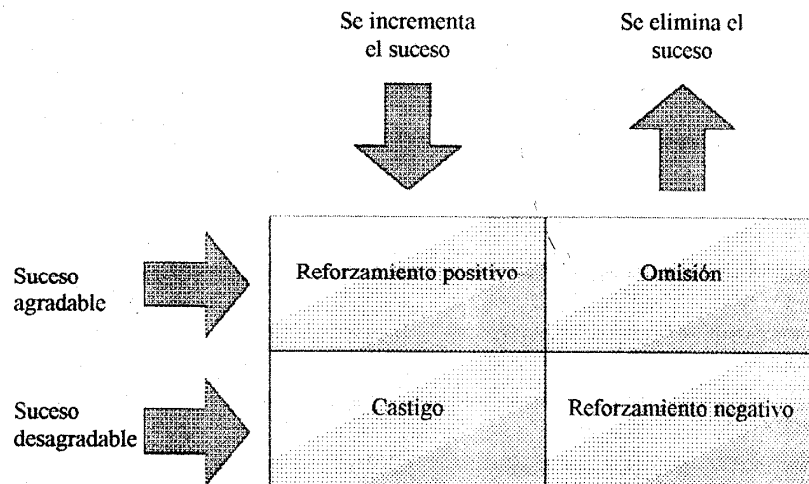 Se incrementa
el suceso
Se elimina el
suceso
Suceso
agradable
Reforzamiento positivo
Omisión
Suceso
desagradable
Castigo
Reforzamiento negativo